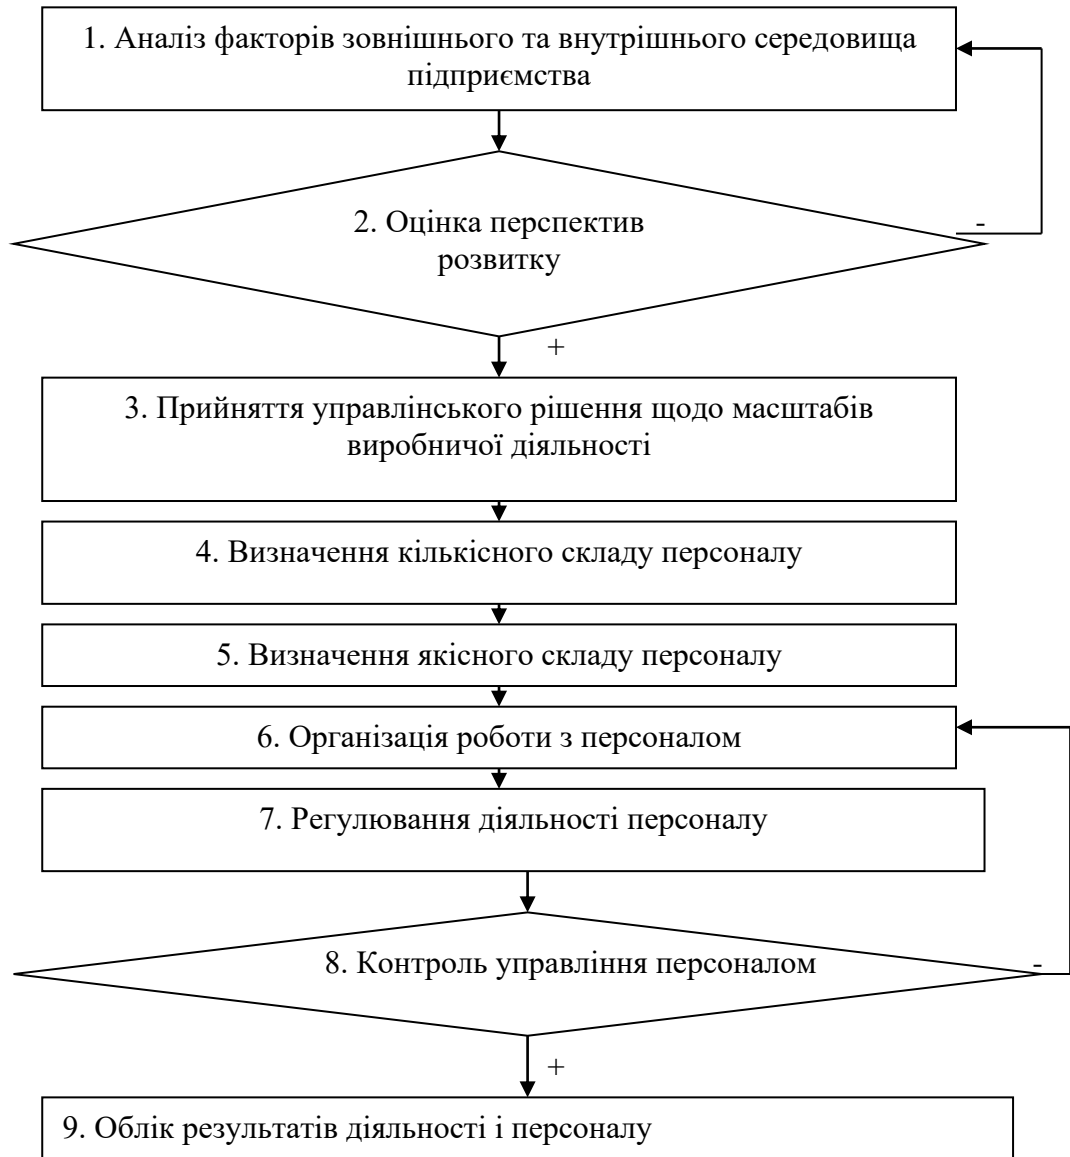 1. Аналіз факторів зовнішнього та внутрішнього середовища
підприємства
2. Оцінка перспектив
розвитку
-
+
3. Прийняття управлінського рішення щодо масштабів
виробничої діяльності
4. Визначення кількісного складу персоналу
5. Визначення якісного складу персоналу
6. Організація роботи з персоналом
7. Регулювання діяльності персоналу
8. Контроль управління персоналом
-
+
9. Облік результатів діяльності і персоналу